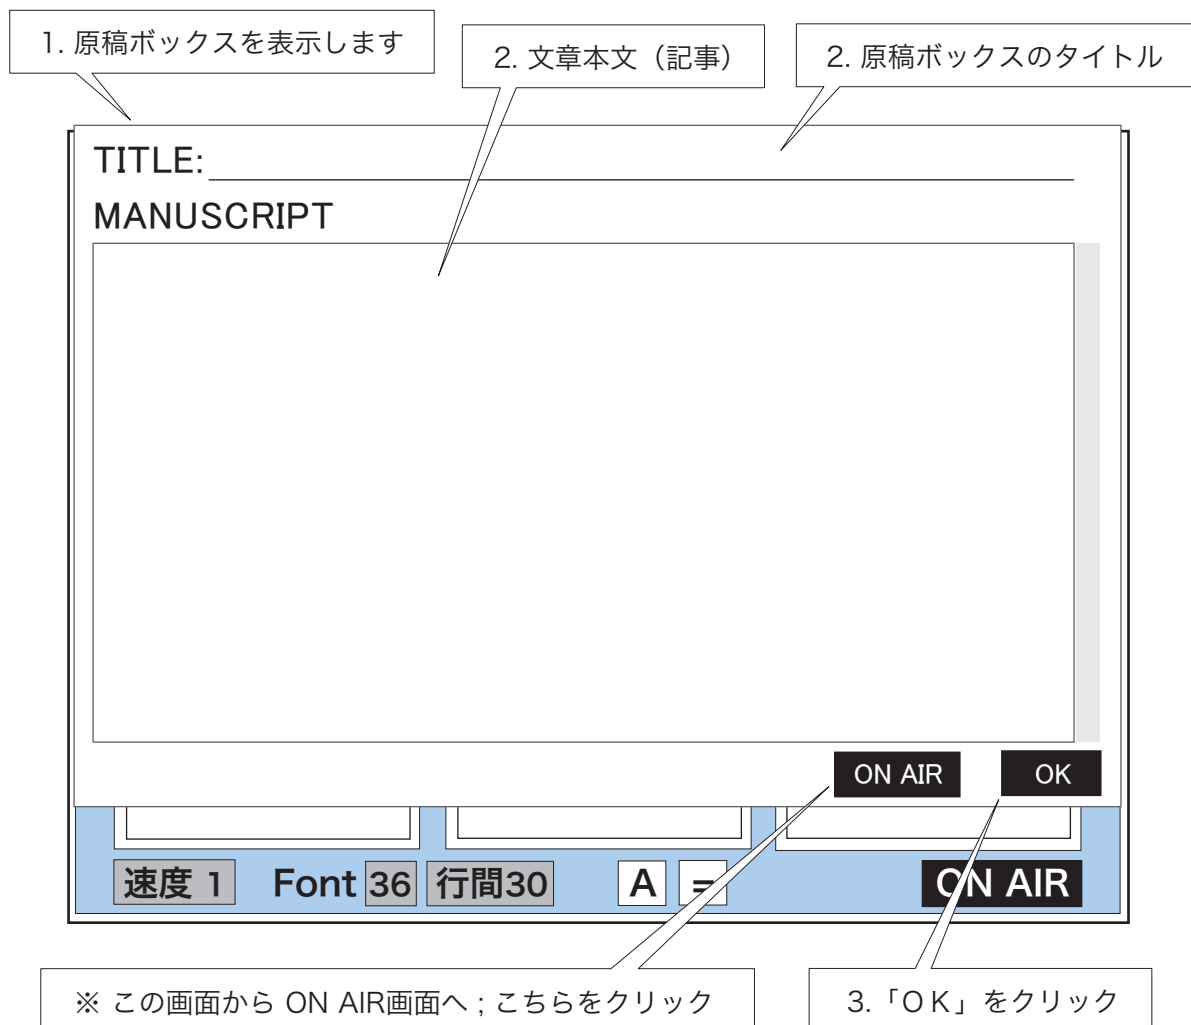 1. 原稿ボックスを表示します
2. 文章本文（記事）
2. 原稿ボックスのタイトル
TITLE:
MANUSCRIPT
ON AIR
OK
速度 1
Font 36
行間30
A
=
ON AIR
※ この画面から ON AIR画面へ ; こちらをクリック
3.「ＯＫ」をクリック